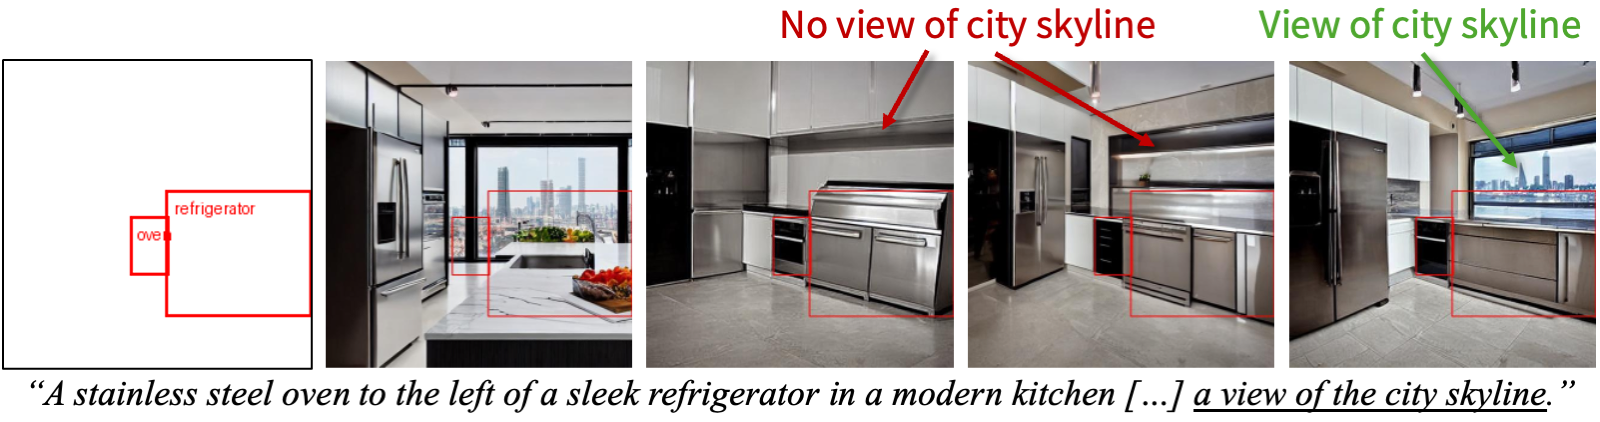 No view of city skyline
View of city skyline
refrigerator
oven
“A stainless steel oven to the left of a sleek refrigerator in a modern kitchen […] a view of the city skyline.”